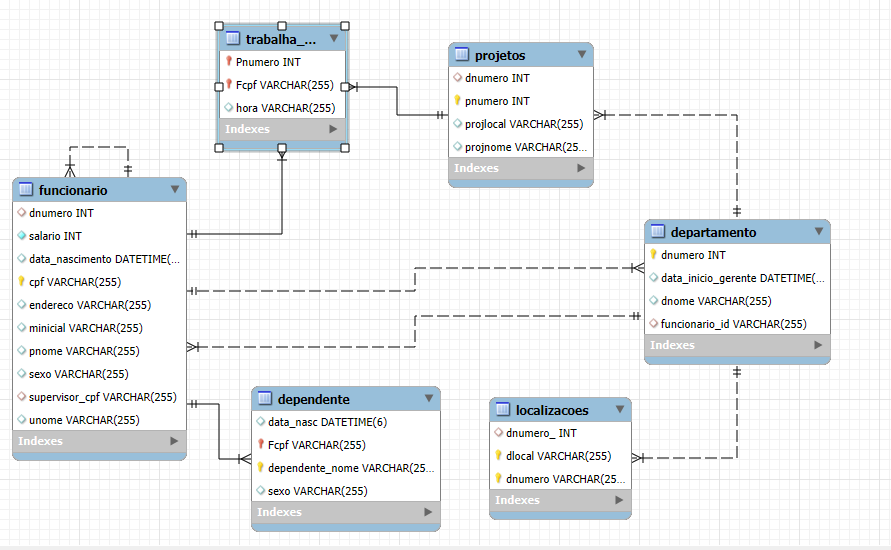 trabalha_...
Pnumero INT
Fcpf VARCHAR(255)
hora VARCHAR(255)
Indexes
projetos
dnumero INT
pnumero INT
projlocal VARCHAR(255)
projnome VARCHAR(25...
Indexes
funcionario
dnumero INT
salario INT
data_nascimento DATETIME(...
cpf VARCHAR(255)
endereco VARCHAR(255)
minicial VARCHAR(255)
pnome VARCHAR(255)
sexo VARCHAR(255)
supervisor_cpf VARCHAR(255)
unome VARCHAR(255)
Indexes
departamento
dnumero INT
data_inicio_gerente DATETIME(...
dnome VARCHAR(255)
funcionario_id VARCHAR(255)
Indexes
dependente
data_nasc DATETIME(6)
Fcpf VARCHAR(255)
dependente_nome VARCHAR(25...
sexo VARCHAR(255)
Indexes
localizacoes
dnumero_ INT
dlocal VARCHAR(255)
dnumero VARCHAR(25...
Indexes